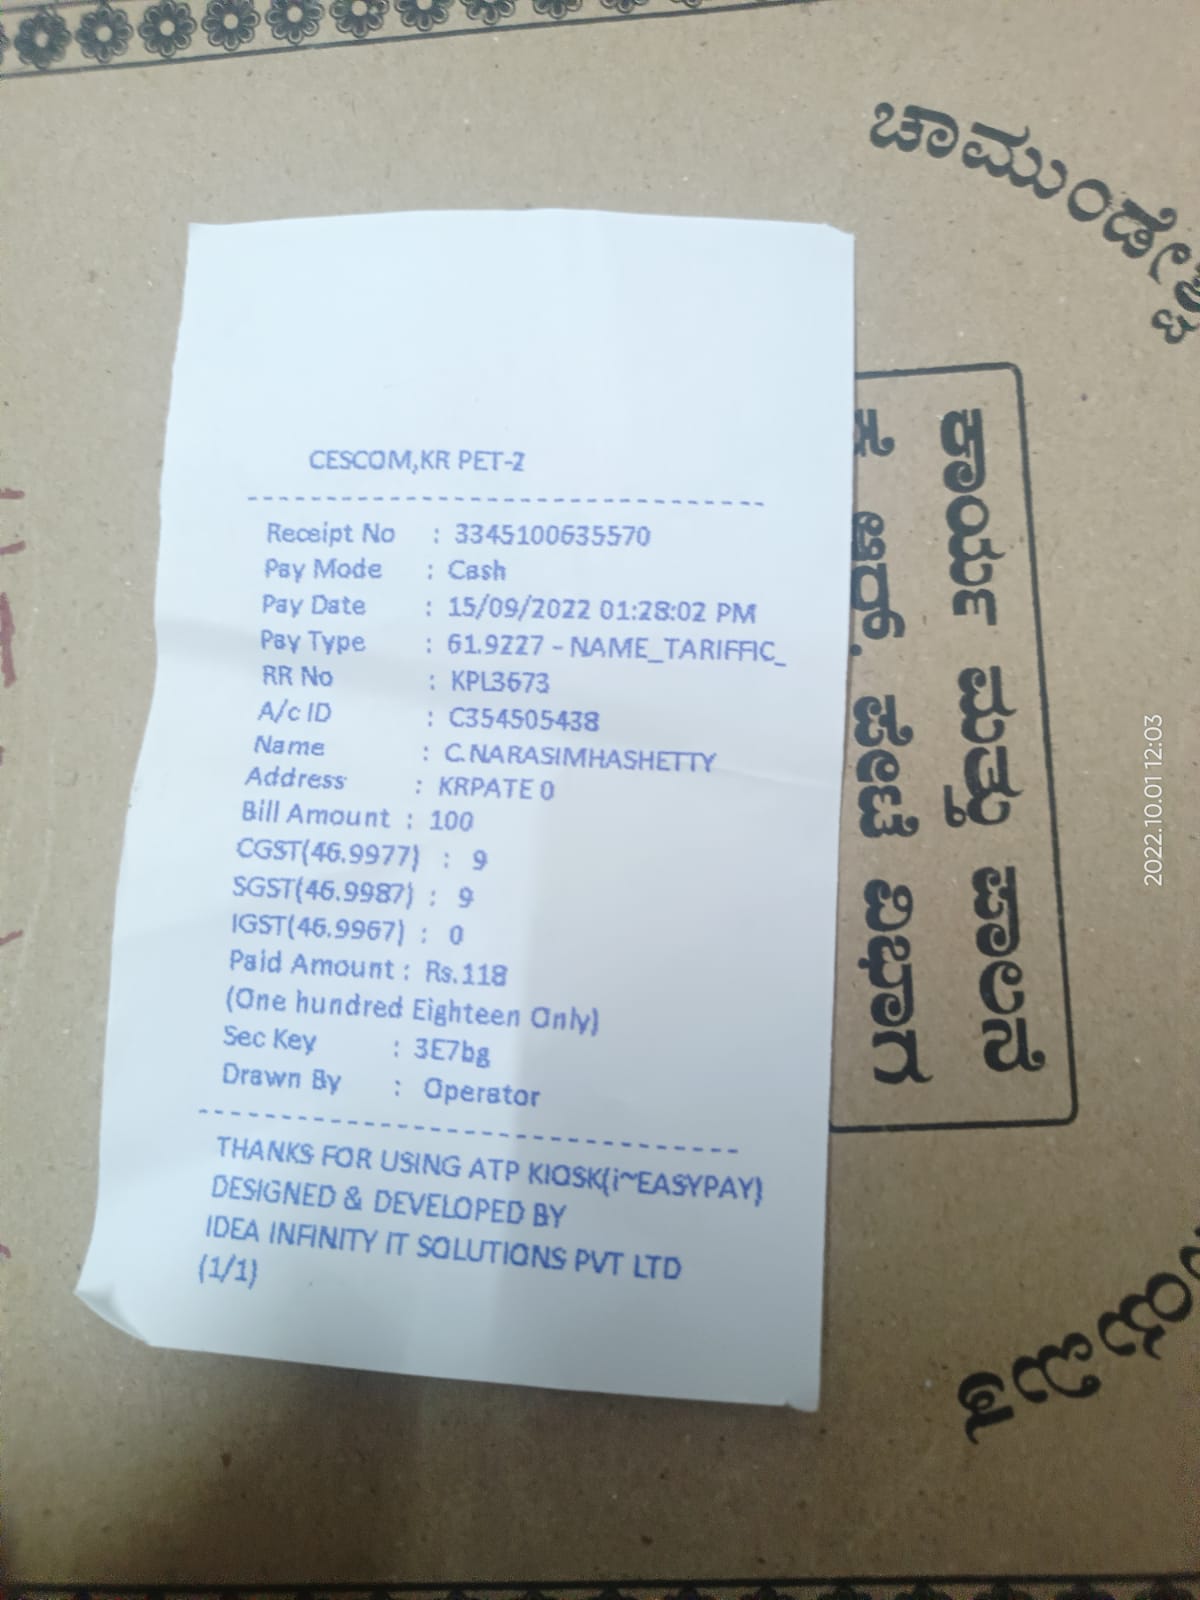 CESCOM,KR PET-2
Receipt No : 3345100635570
Pay Mode : Cash
Pay Date : 15/09/2022 01:28:02 PM
Pay Type : 61.9227 - NAME_TARIFFIC_
RR No : KPL3673
A/c ID : C354505438
Name : C.NARASIMHASHETTY
Address : KRPATE 0
Bill Amount : 100
CGST(46.9977) : 9
SGST(46.9987) : 9
IGST(46.9967) : 0
Paid Amount : Rs.118
(One hundred Eighteen Only)
Sec Key : 3E7bg
Drawn By : Operator
THANKS FOR USING ATP KIOSK(i~EASYPAY)
DESIGNED & DEVELOPED BY
IDEA INFINITY IT SOLUTIONS PVT LTD
(1/1)
ಕಾರ್ಯ ಮತ್ತು ಪಾಲನೆ
ಆರ್. ಪೇಟೆ ವಿಭಾಗ
2022.10.01 12:03